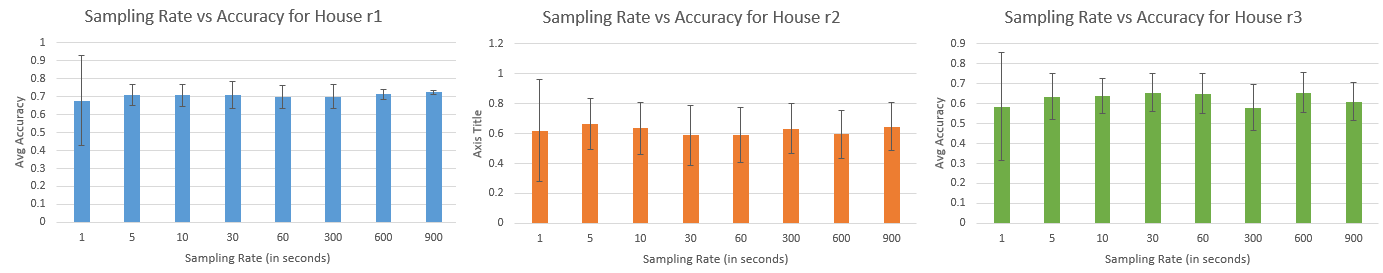 Sampling Rate vs Accuracy for House r1
Avg Accuracy
1
0.9
0.8
0.7
0.6
0.5
0.4
0.3
0.2
0.1
0
1 5 10 30 60 300 600 900
Sampling Rate (in seconds)
Sampling Rate vs Accuracy for House r2
Axis Title
1.2
1
0.8
0.6
0.4
0.2
0
1 5 10 30 60 300 600 900
Sampling Rate (in seconds)
Sampling Rate vs Accuracy for House r3
Avg Accuracy
0.9
0.8
0.7
0.6
0.5
0.4
0.3
0.2
0.1
0
1 5 10 30 60 300 600 900
Sampling Rate (in seconds)